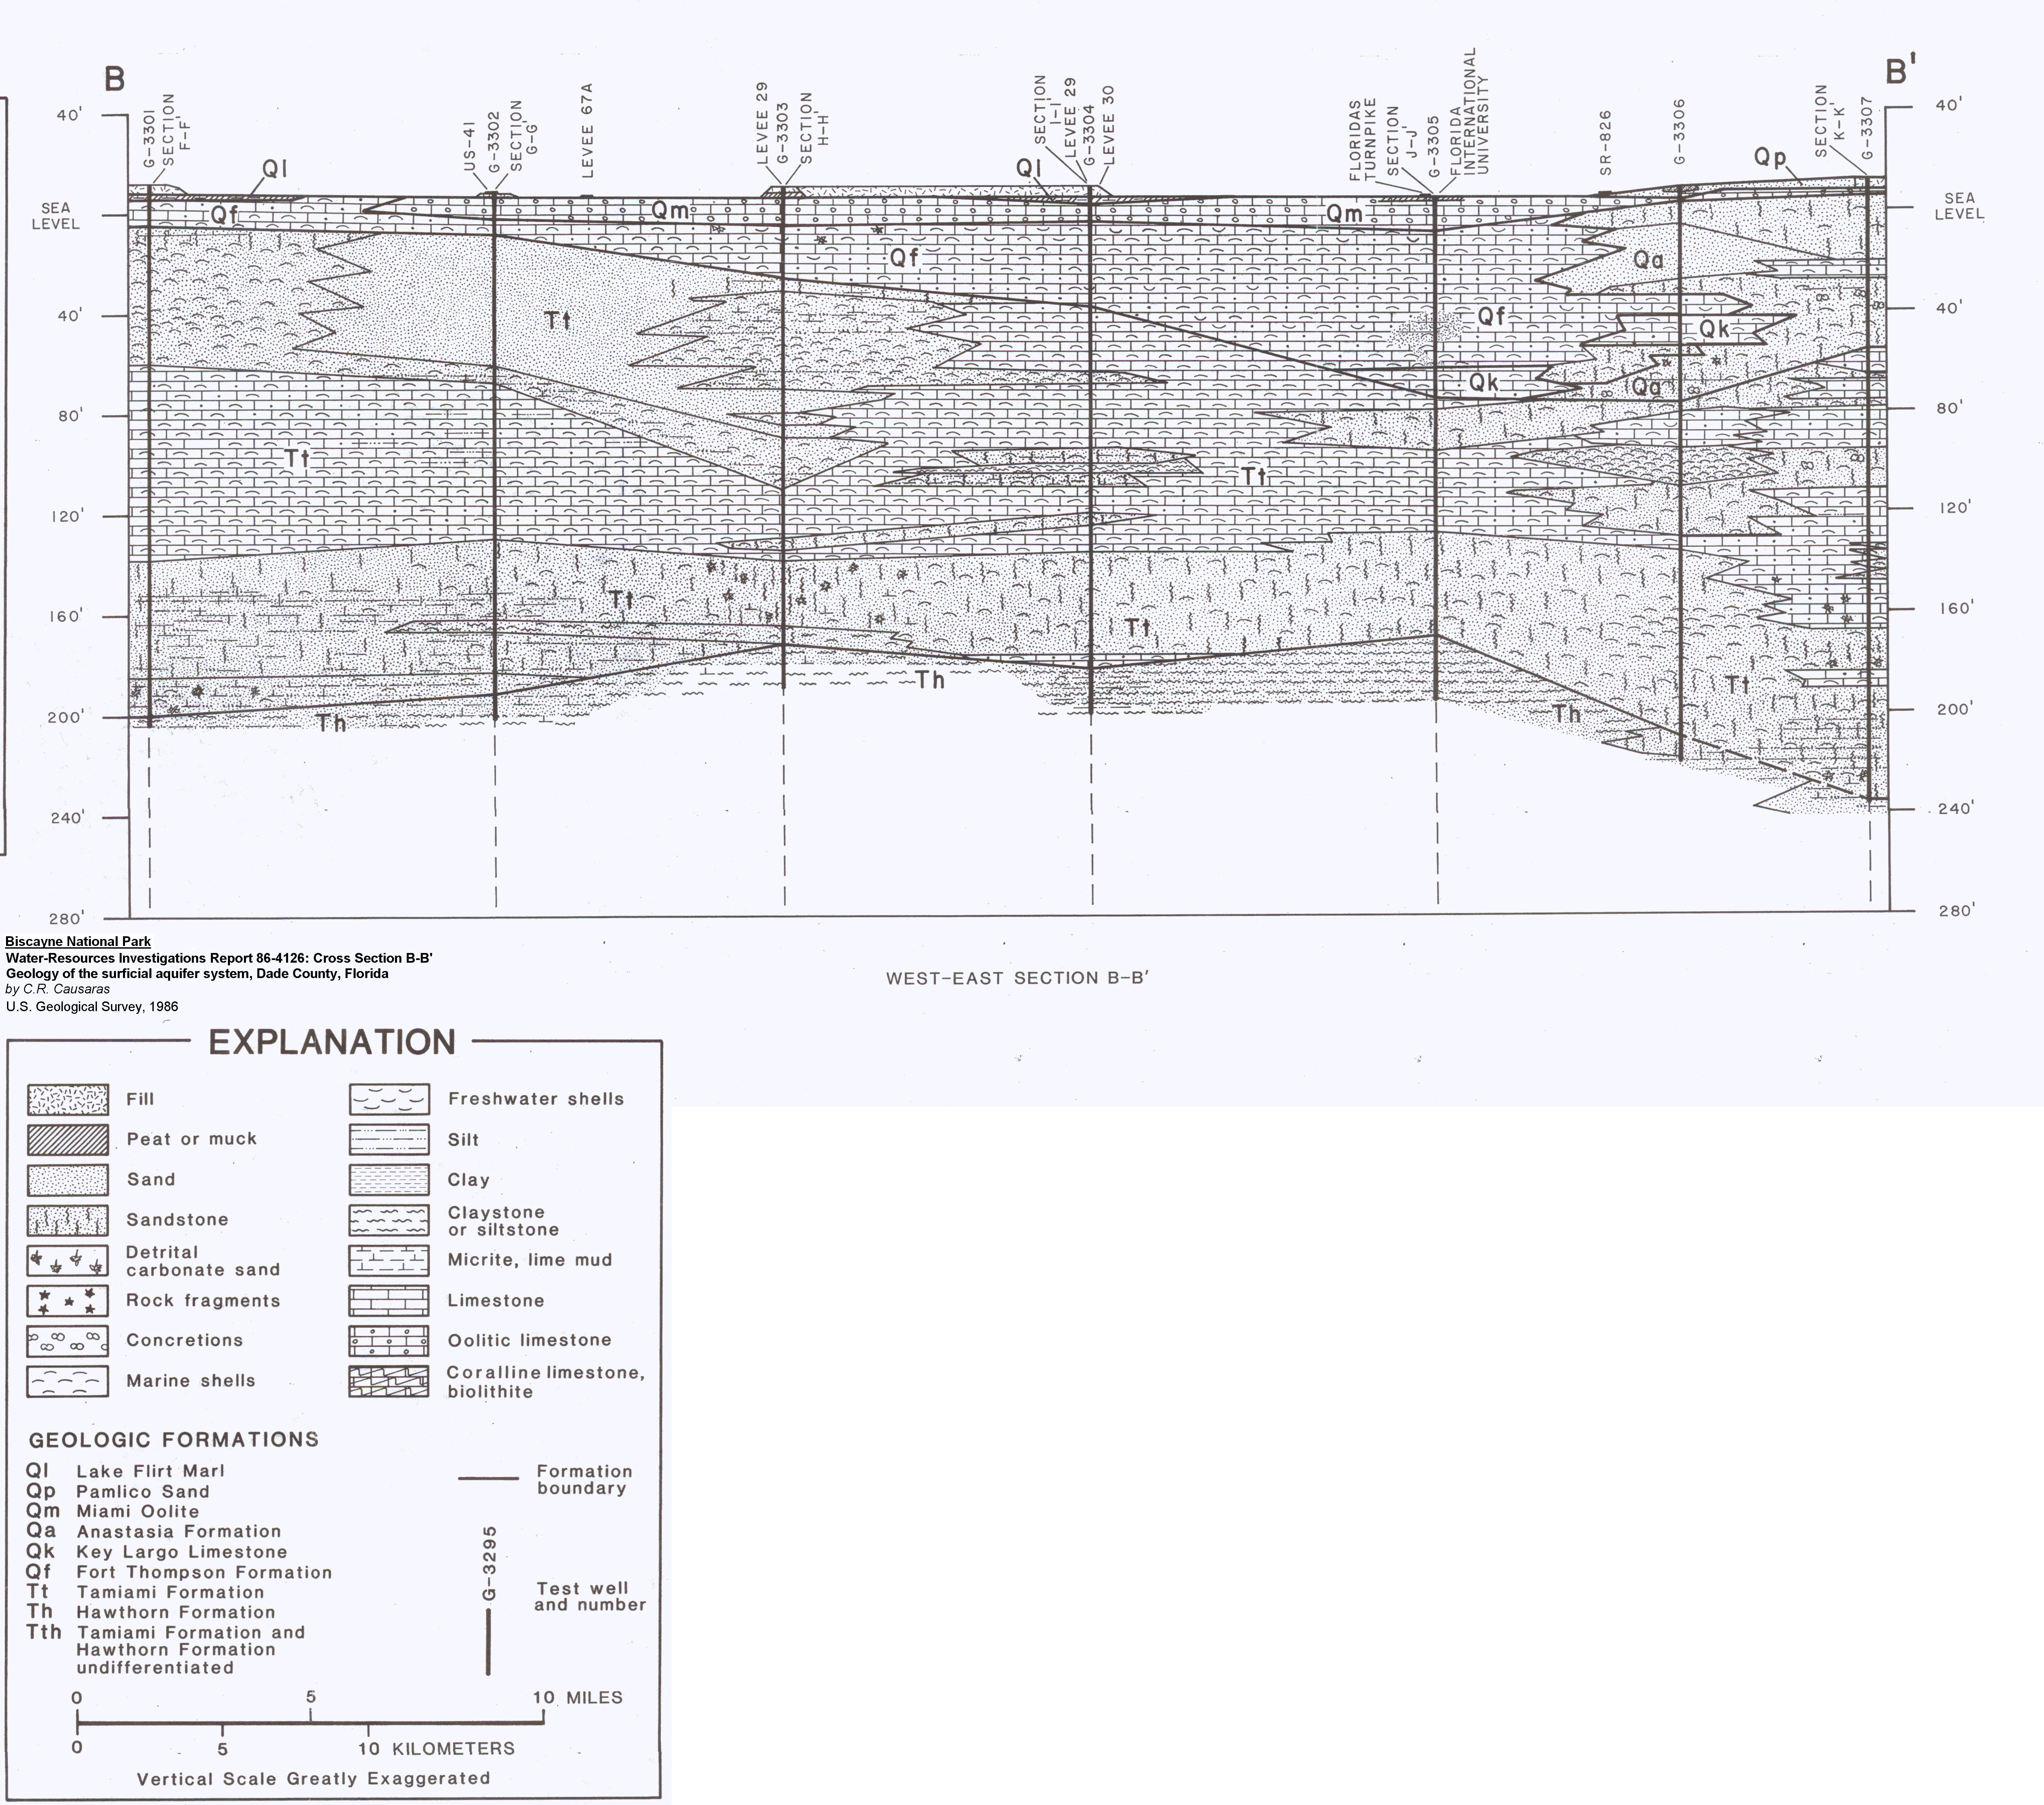 B
B'
40'
SEA
LEVEL
40'
80'
120'
160'
200'
240'
280'
G-3301
SECTION
F-F'
US-41
G-3302
SECTION
G-G'
LEVEE 67A
LEVEE 29
G-3303
SECTION
H-H'
SECTION
I-I'
LEVEE 29
G-3304
LEVEE 30
FLORIDAS
TURNPIKE
SECTION
J-J'
G-3305
FLORIDA
INTERNATIONAL
UNIVERSITY
SR-826
G-3306
SECTION
K-K'
G-3307
40'
SEA
LEVEL
40'
80'
120'
160'
200'
240'
280'
Ql
Ql
Qp
Qf
Qm
Qm
Qf
Qa
Tt
Qf
Qk
Qk
Qa
Tt
Tt
Tt
Tt
Th
Tt
Th
Th
Biscayne National Park
Water-Resources Investigations Report 86-4126: Cross Section B-B'
Geology of the surficial aquifer system, Dade County, Florida
by C.R. Causaras
U.S. Geological Survey, 1986
WEST-EAST SECTION B-B'
EXPLANATION
Fill
Peat or muck
Sand
Sandstone
Detrital
carbonate sand
Rock fragments
Concretions
Marine shells
Freshwater shells
Silt
Clay
Claystone
or siltstone
Micrite, lime mud
Limestone
Oolitic limestone
Coralline limestone,
biolithite
GEOLOGIC FORMATIONS
Ql Lake Flirt Marl
Qp Pamlico Sand
Qm Miami Oolite
Qa Anastasia Formation
Qk Key Largo Limestone
Qf Fort Thompson Formation
Tt Tamiami Formation
Th Hawthorn Formation
Tth Tamiami Formation and
Hawthorn Formation
undifferentiated
Formation
boundary
G-3295
Test well
and number
0 5 10 MILES
0 5 10 KILOMETERS
Vertical Scale Greatly Exaggerated